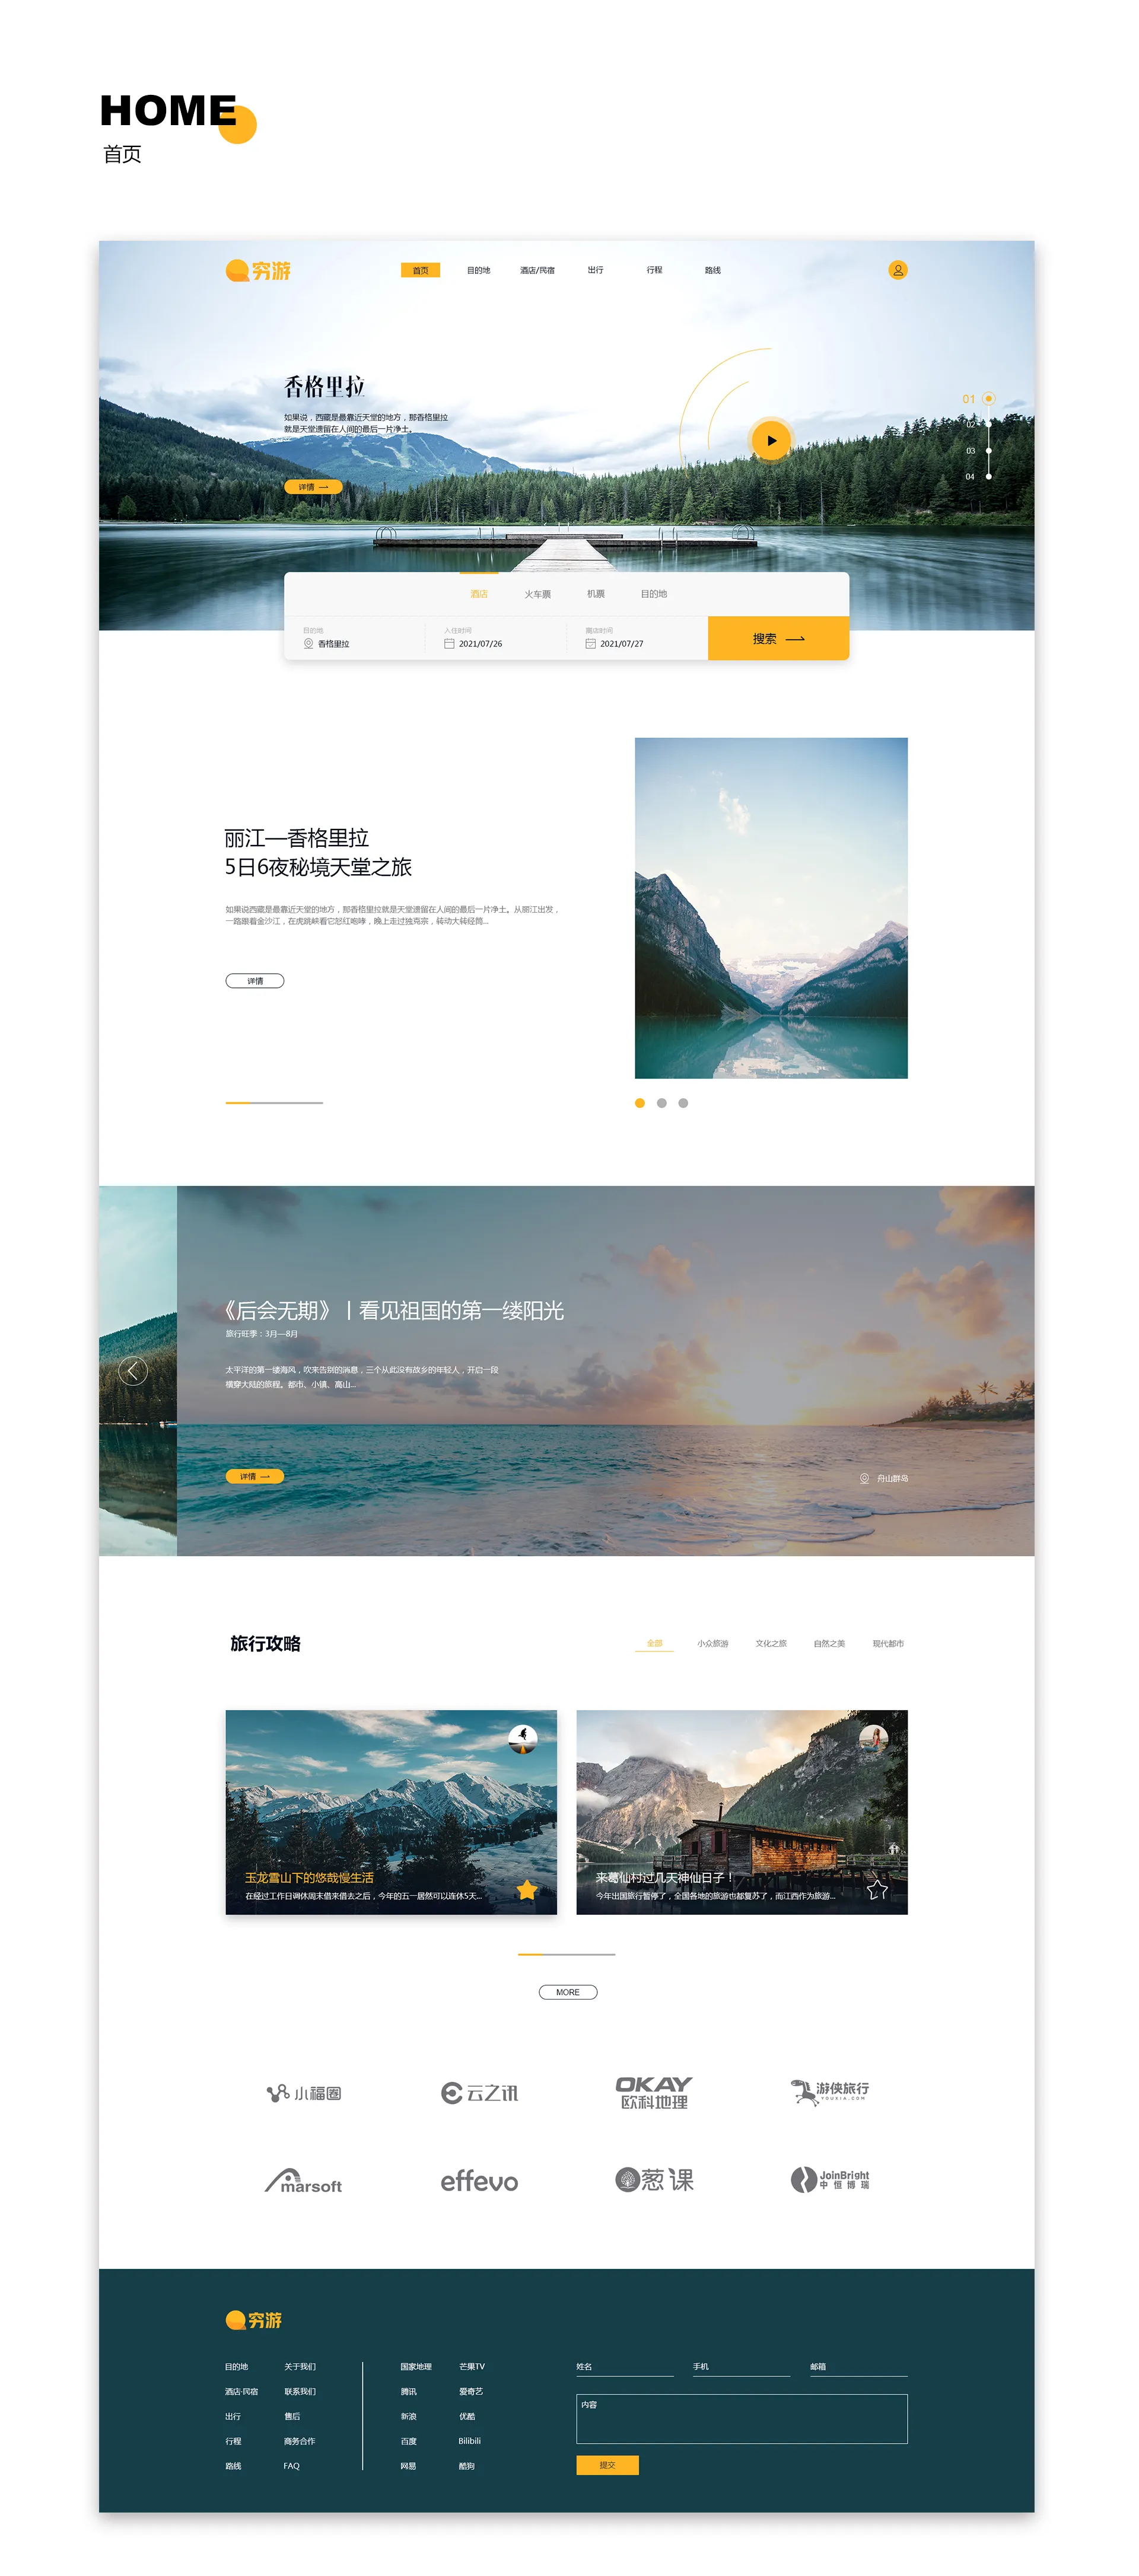 HOME
首页
穷游
首页 目的地 酒店/民宿 出行 行程 路线
香格里拉
如果说，西藏是最靠近天堂的地方，那香格里拉
就是天堂遗留在人间的最后一片净土。
详情
01
02
03
04
酒店 火车票 机票 目的地
目的地 入住时间 离店时间
香格里拉 2021/07/26 2021/07/27
搜索
丽江—香格里拉
5日6夜秘境天堂之旅
如果说西藏是最靠近天堂的地方，那香格里拉就是天堂遗留在人间的最后一片净土。从丽江出发，
一路跟着金沙江，在虎跳峡看它怒红咆哮，晚上走过独克宗，转动大转经筒...
详情
《后会无期》丨看见祖国的第一缕阳光
旅行旺季：3月—8月
太平洋的第一缕海风，吹来告别的消息，三个从此没有故乡的年轻人，开启一段
横穿大陆的旅程。都市、小镇、高山...
详情
舟山群岛
旅行攻略
全部 小众旅游 文化之旅 自然之美 现代都市
玉龙雪山下的悠哉慢生活
在经过工作日调休周末借来借去之后，今年的五一居然可以连休5天...
来葛仙村过几天神仙日子！
今年出国旅行暂停了，全国各地的旅游也都复苏了，而江西作为旅游...
MORE
小福圈
云之讯
OKAY
欧科地理
游侠旅行
YOUXIA.COM
marsoft
effevo
葱课
JoinBright
中恒博瑞
穷游
目的地 关于我们 国家地理 芒果TV
酒店·民宿 联系我们 腾讯 爱奇艺
出行 售后 新浪 优酷
行程 商务合作 百度 Bilibili
路线 FAQ 网易 酷狗
姓名 手机 邮箱
内容
提交